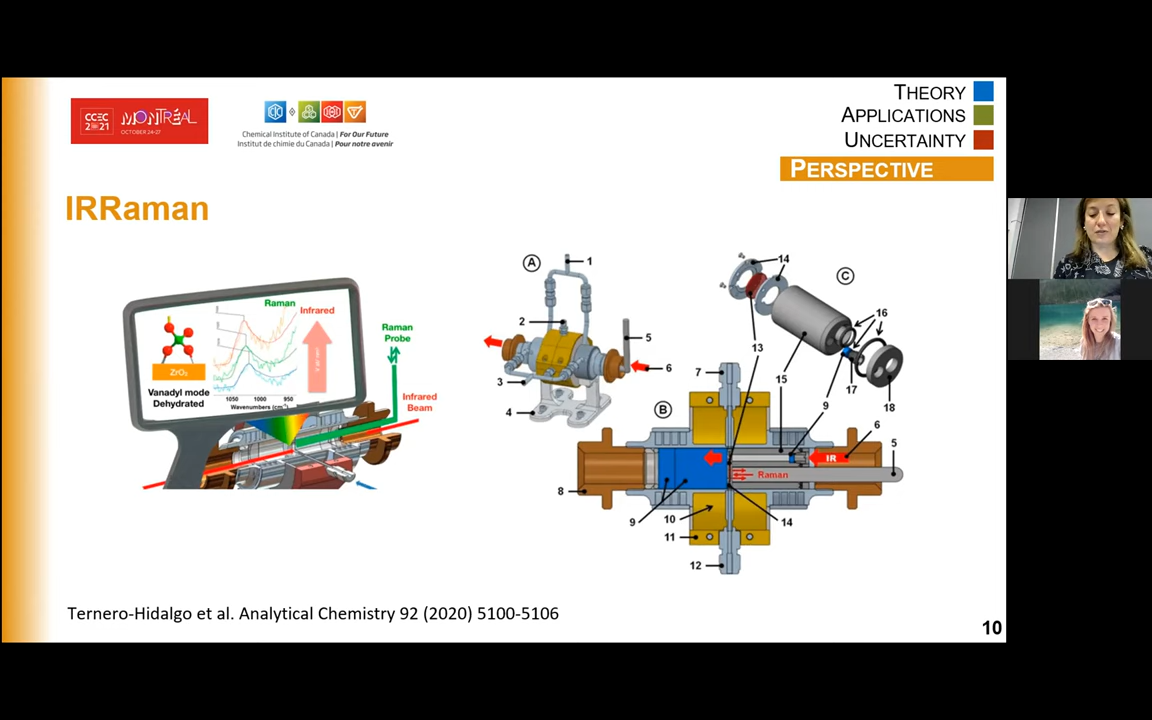 CCEC
2021
MONTRÉAL
OCTOBER 24-27
Chemical Institute of Canada | For Our Future
Institut de chimie du Canada | Pour notre avenir
THEORY
APPLICATIONS
UNCERTAINTY
PERSPECTIVE
IRRaman
Raman
Infrared
ZrO2
Vanadyl mode
Dehydrated
1050 1000 950
Wavenumbers (cm-1)
Raman
Probe
Infrared
Beam
A
1
2
3
4
5
6
B
7
8
9
10
11
12
13
14
15
9
6
5
IR
Raman
C
14
16
17
18
Ternero-Hidalgo et al. Analytical Chemistry 92 (2020) 5100-5106
10